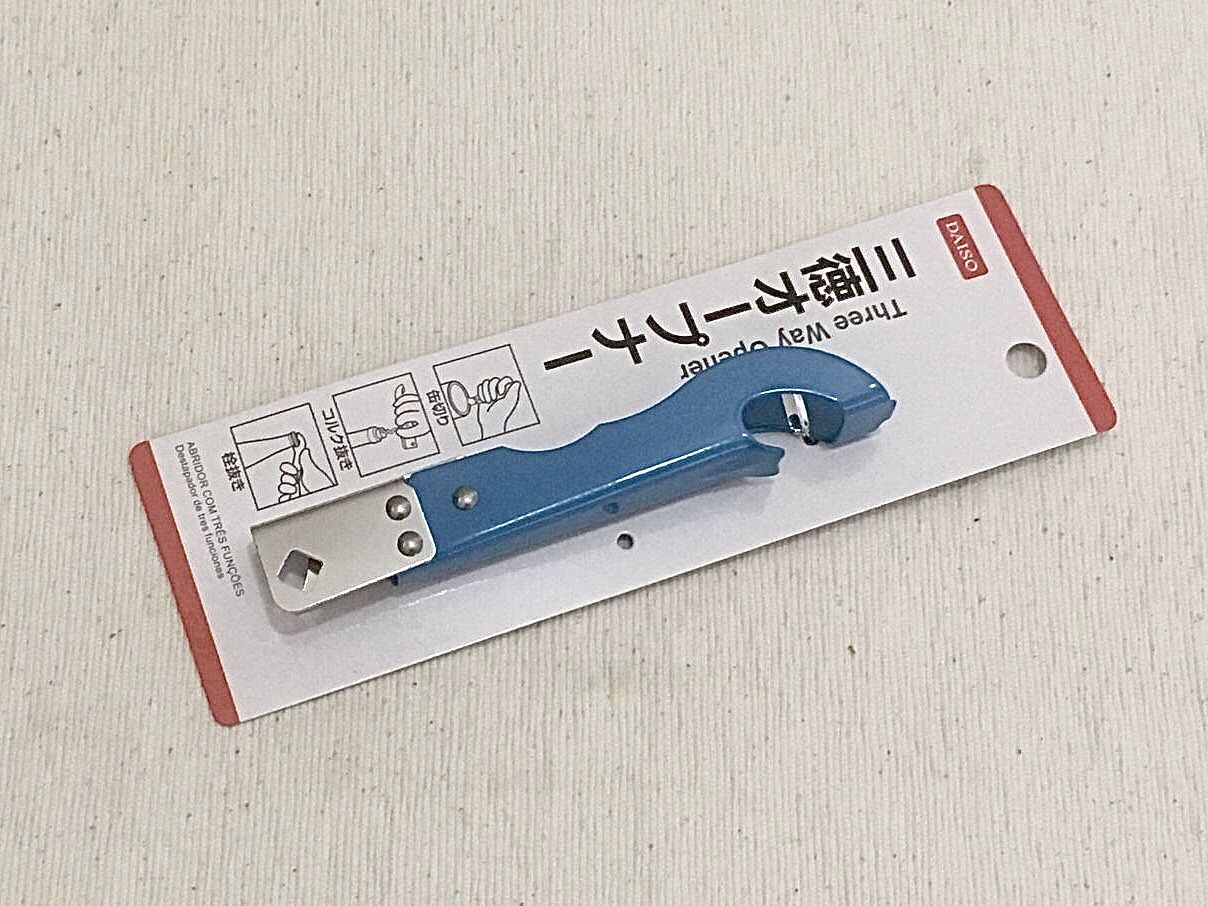 DAISO
三徳オープナー
Three Way Opener
缶切り
コルク抜き
栓抜き
ABRIDOR COM TRÊS FUNÇÕES
Destapador de tres funciones